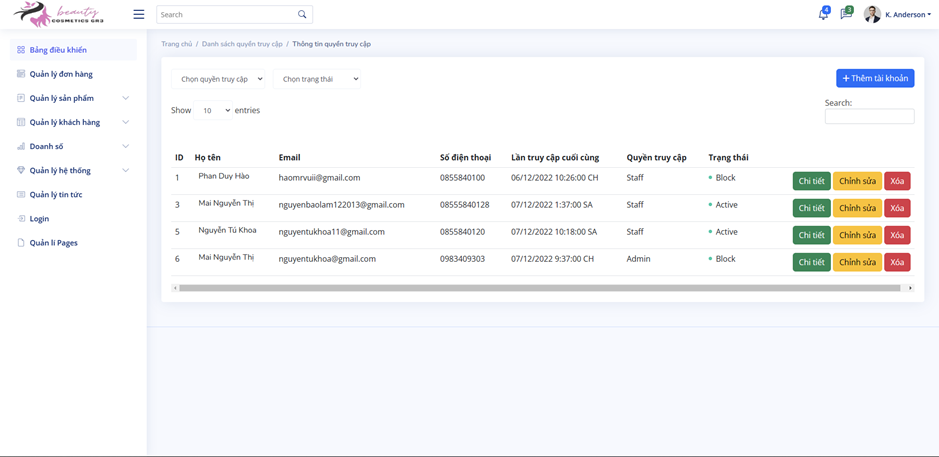 beauty
COSMETICS GR3
Search
4
3
K. Anderson
Bảng điều khiển
Quản lý đơn hàng
Quản lý sản phẩm
Quản lý khách hàng
Doanh số
Quản lý hệ thống
Quản lý tin tức
Login
Quản lí Pages
Trang chủ / Danh sách quyền truy cập / Thông tin quyền truy cập
Chọn quyền truy cập Chọn trạng thái + Thêm tài khoản
Show 10 entries
Search:
ID Họ tên Email Số điện thoại Lần truy cập cuối cùng Quyền truy cập Trạng thái
1 Phan Duy Hào haomrvuii@gmail.com 0855840100 06/12/2022 10:26:00 CH Staff Block Chi tiết Chỉnh sửa Xóa
3 Mai Nguyễn Thị nguyenbaolam122013@gmail.com 08555840128 07/12/2022 1:37:00 SA Staff Active Chi tiết Chỉnh sửa Xóa
5 Nguyễn Tú Khoa nguyentukhoa11@gmail.com 0855840120 07/12/2022 10:18:00 SA Staff Active Chi tiết Chỉnh sửa Xóa
6 Mai Nguyễn Thị nguyentukhoa@gmail.com 0983409303 07/12/2022 9:37:00 CH Admin Block Chi tiết Chỉnh sửa Xóa